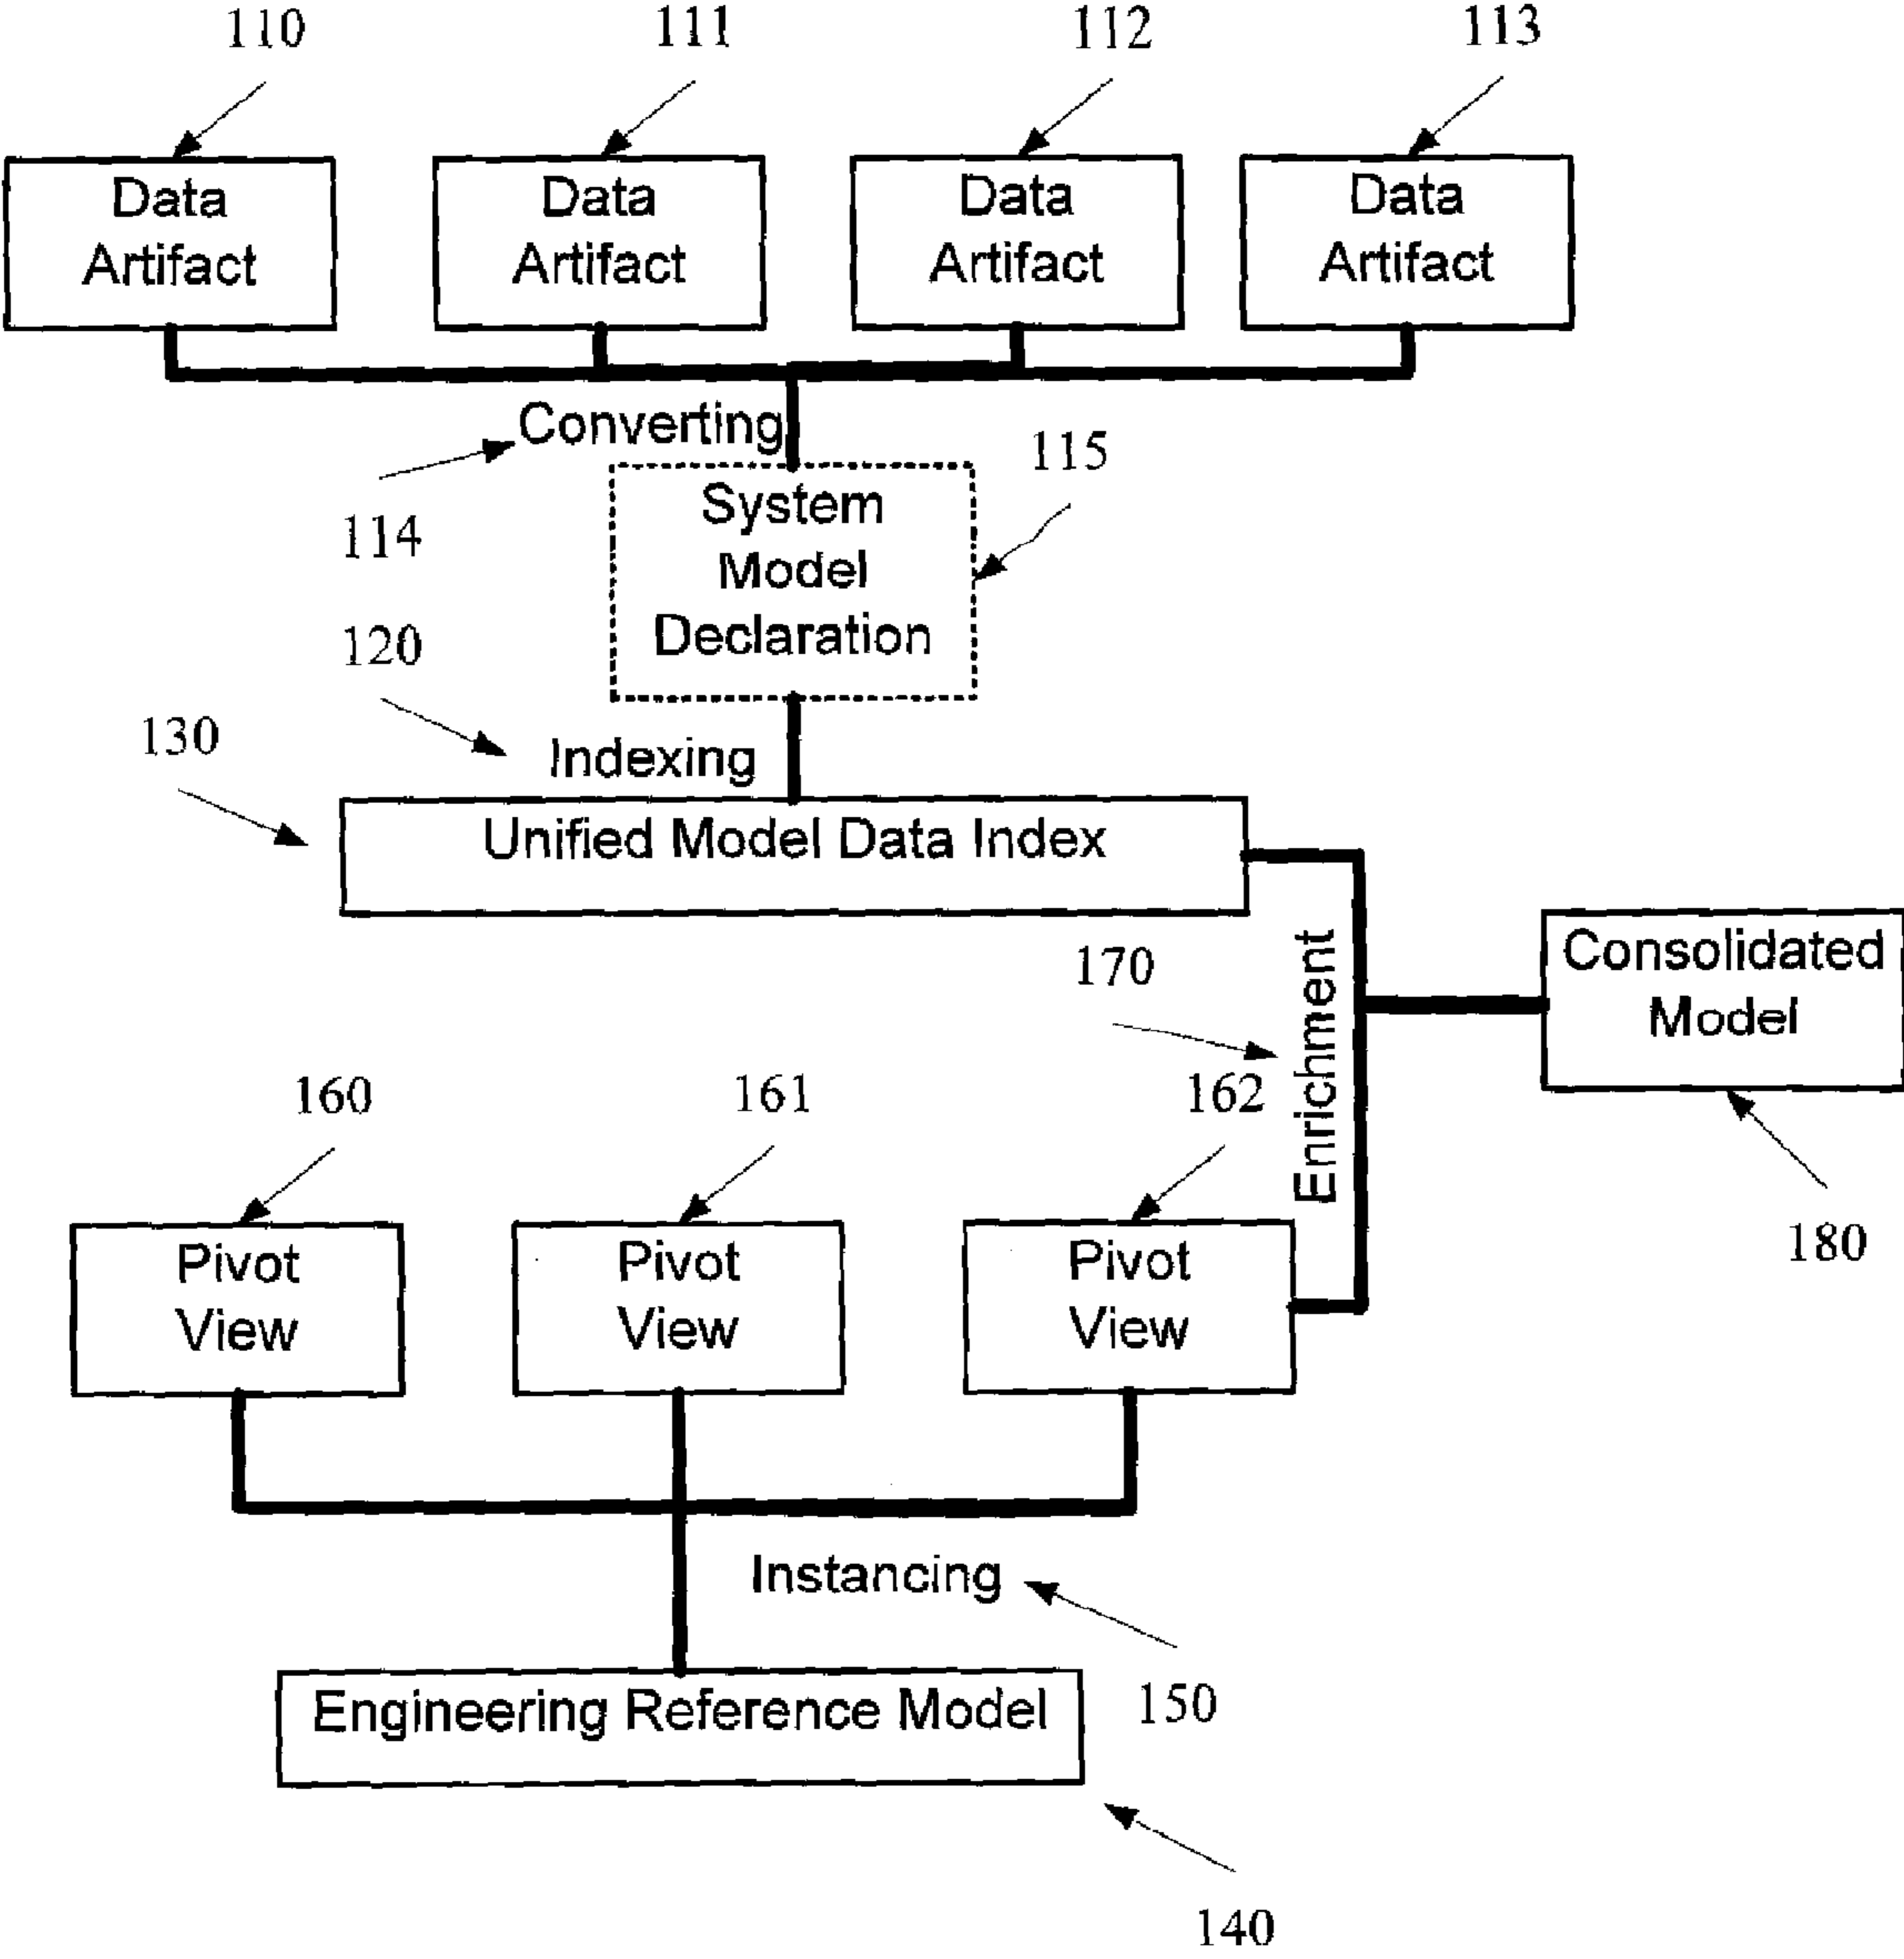 110
111
112
113
Data
Artifact
Data
Artifact
Data
Artifact
Data
Artifact
Converting
114
115
System
Model
Declaration
120
Indexing
130
Unified Model Data Index
170
Enrichment
Consolidated
Model
180
160
161
162
Pivot
View
Pivot
View
Pivot
View
Instancing
150
Engineering Reference Model
140